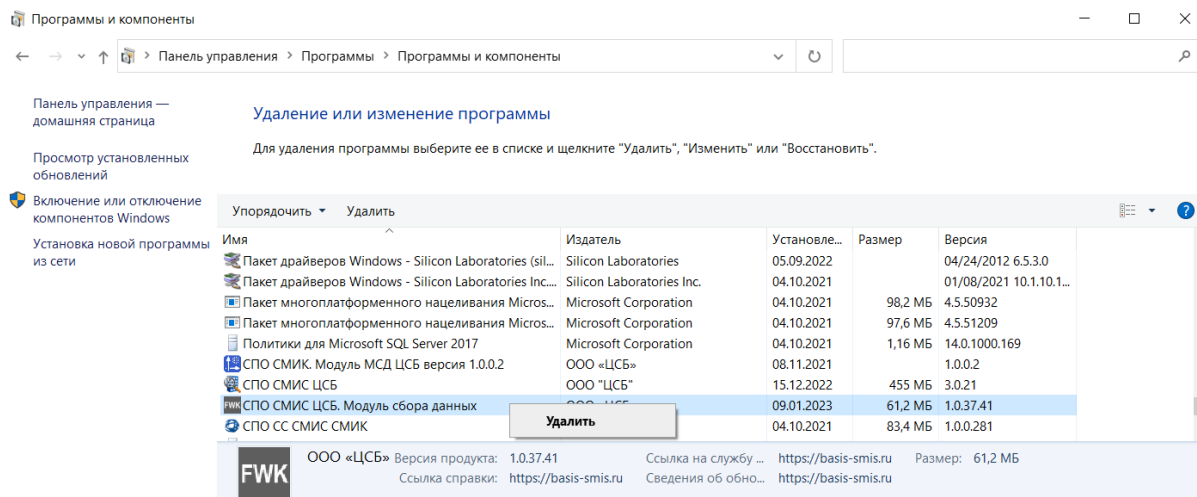 Программы и компоненты
Панель управления > Программы > Программы и компоненты
Панель управления —
домашняя страница
Просмотр установленных
обновлений
Включение или отключение
компонентов Windows
Установка новой программы
из сети
Удаление или изменение программы
Для удаления программы выберите ее в списке и щелкните "Удалить", "Изменить" или "Восстановить".
Упорядочить Удалить
Имя Издатель Установле... Размер Версия
Пакет драйверов Windows - Silicon Laboratories (sil... Silicon Laboratories 05.09.2022 04/24/2012 6.5.3.0
Пакет драйверов Windows - Silicon Laboratories Inc.... Silicon Laboratories Inc. 04.10.2021 01/08/2021 10.1.10.1...
Пакет многоплатформенного нацеливания Micros... Microsoft Corporation 04.10.2021 98,2 МБ 4.5.50932
Пакет многоплатформенного нацеливания Micros... Microsoft Corporation 04.10.2021 97,6 МБ 4.5.51209
Политики для Microsoft SQL Server 2017 Microsoft Corporation 04.10.2021 1,16 МБ 14.0.1000.169
СПО СМИК. Модуль МСД ЦСБ версия 1.0.0.2 ООО «ЦСБ» 08.11.2021 1.0.0.2
СПО СМИС ЦСБ ООО "ЦСБ" 15.12.2022 455 МБ 3.0.21
FWK СПО СМИС ЦСБ. Модуль сбора данных 09.01.2023 61,2 МБ 1.0.37.41
Удалить
СПО СС СМИС СМИК 04.10.2021 83,4 МБ 1.0.0.281
FWK
ООО «ЦСБ» Версия продукта: 1.0.37.41 Ссылка на службу ... https://basis-smis.ru Размер: 61,2 МБ
Ссылка справки: https://basis-smis.ru Сведения об обно... https://basis-smis.ru